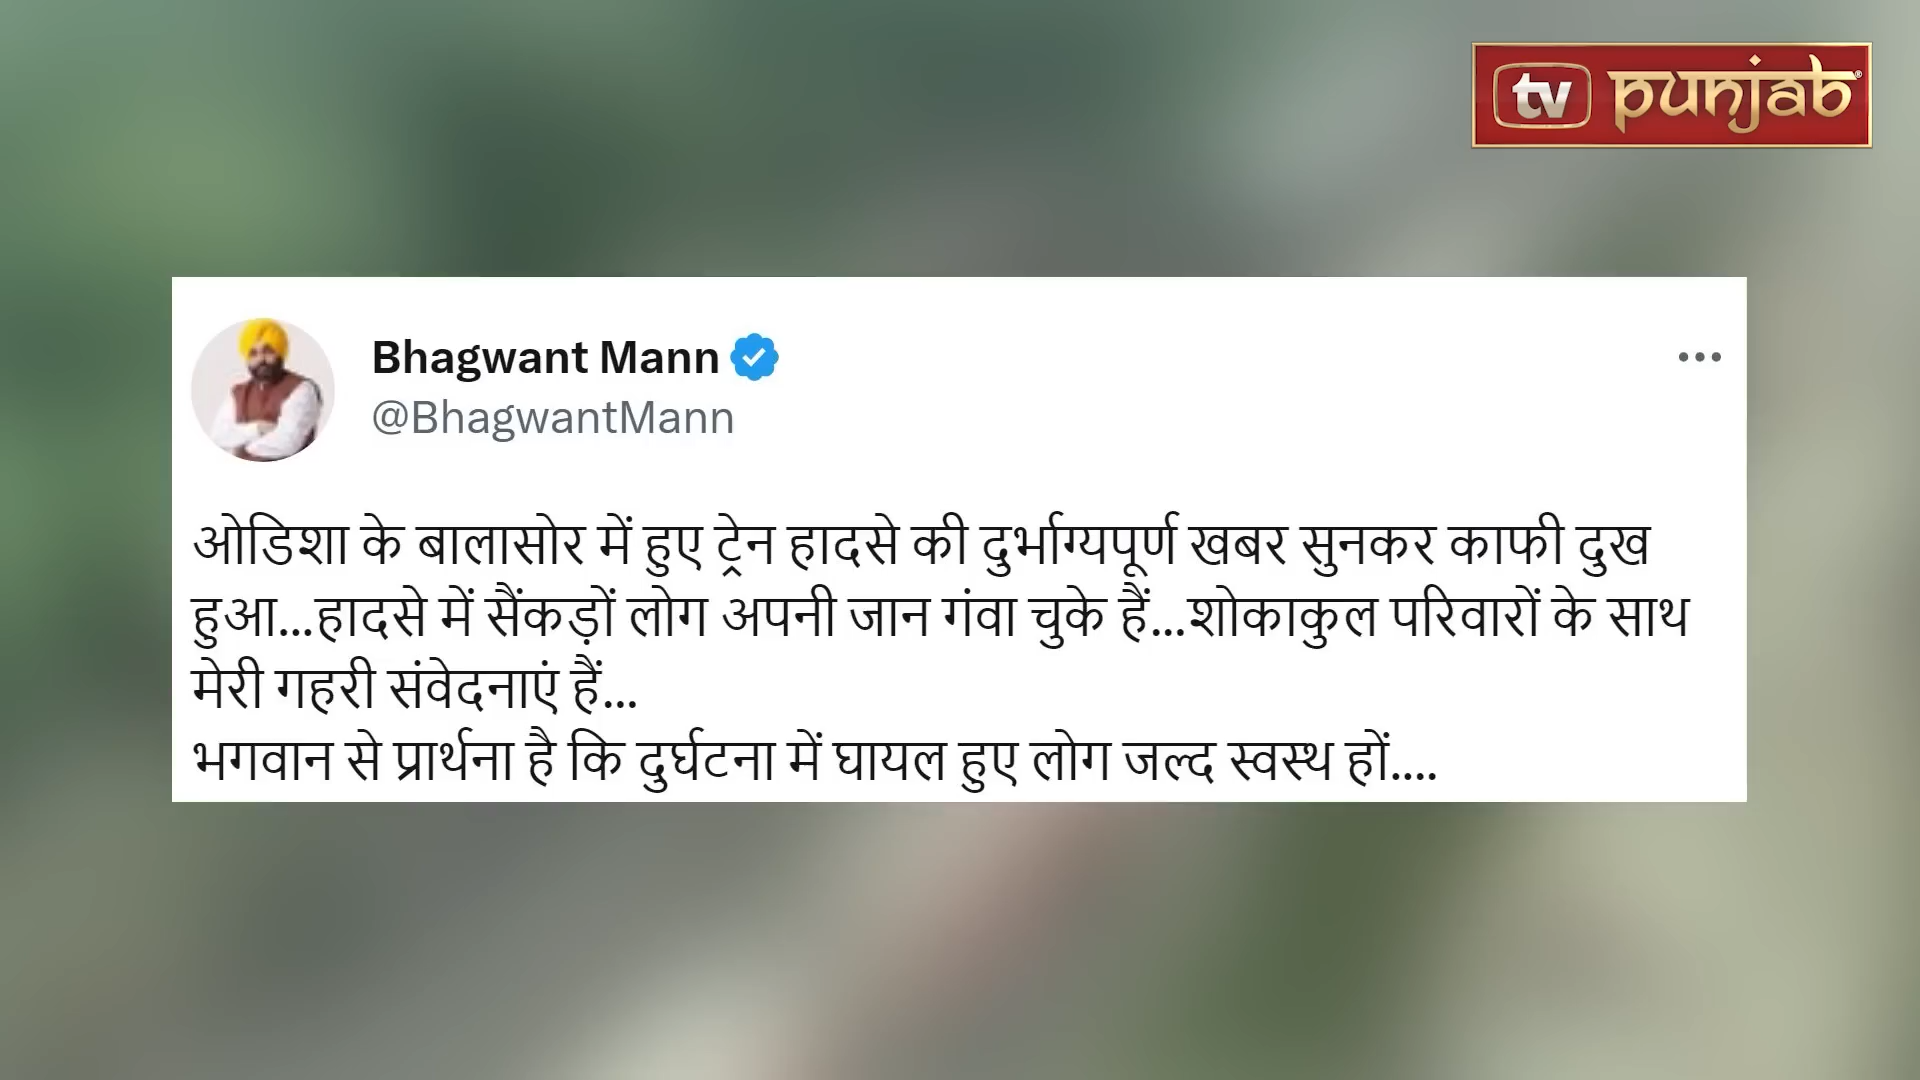 tv punjab®
Bhagwant Mann
@BhagwantMann
ओडिशा के बालासोर में हुए ट्रेन हादसे की दुर्भाग्यपूर्ण खबर सुनकर काफी दुख
हुआ...हादसे में सैंकड़ों लोग अपनी जान गंवा चुके हैं...शोकाकुल परिवारों के साथ
मेरी गहरी संवेदनाएं हैं...
भगवान से प्रार्थना है कि दुर्घटना में घायल हुए लोग जल्द स्वस्थ हों....